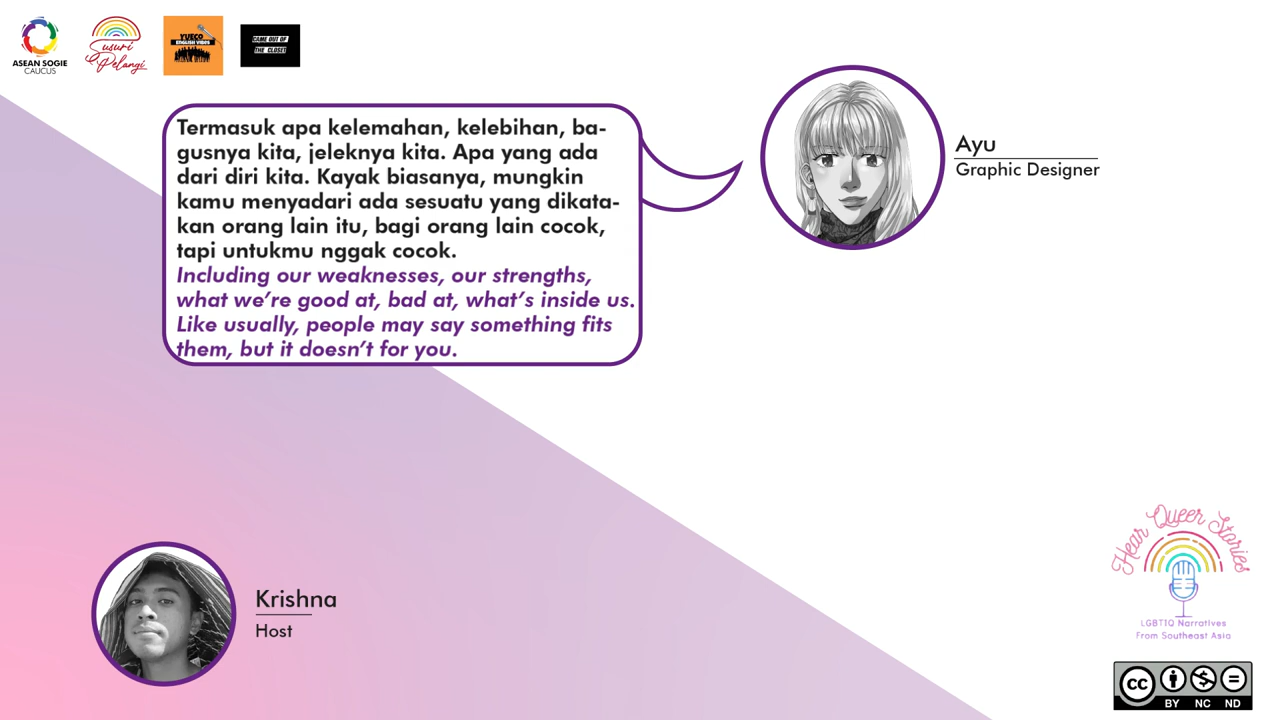 ASEAN SOGIE
CAUCUS
Susuri
Pelangi
YUECO
ENGLISH VIBES
CAME OUT OF
THE CLOSET
Termasuk apa kelemahan, kelebihan, ba-
gusnya kita, jeleknya kita. Apa yang ada
dari diri kita. Kayak biasanya, mungkin
kamu menyadari ada sesuatu yang dikata-
kan orang lain itu, bagi orang lain cocok,
tapi untukmu nggak cocok.
Including our weaknesses, our strengths,
what we're good at, bad at, what's inside us.
Like usually, people may say something fits
them, but it doesn't for you.
Ayu
Graphic Designer
Krishna
Host
Hear Queer Stories
LGBTIQ Narratives
From Southeast Asia
cc
BY NC ND